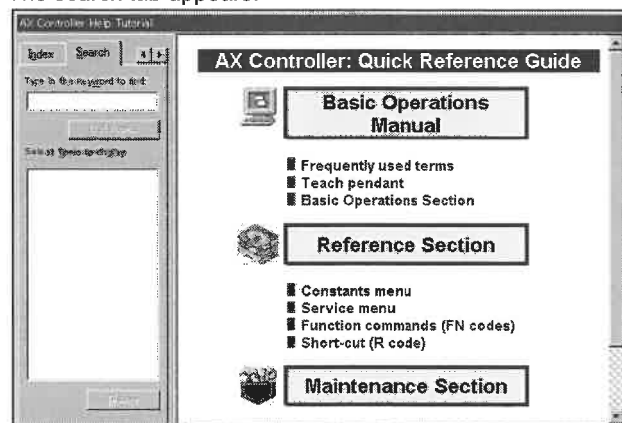 The search tab appears.
AX Controller Help Tutorial
Index Search
Type in the keyword to find:
Select Topic to display:
AX Controller: Quick Reference Guide
Basic Operations
Manual
Frequently used terms
Teach pendant
Basic Operations Section
Reference Section
Constants menu
Service menu
Function commands (FN codes)
Short-cut (R code)
Maintenance Section